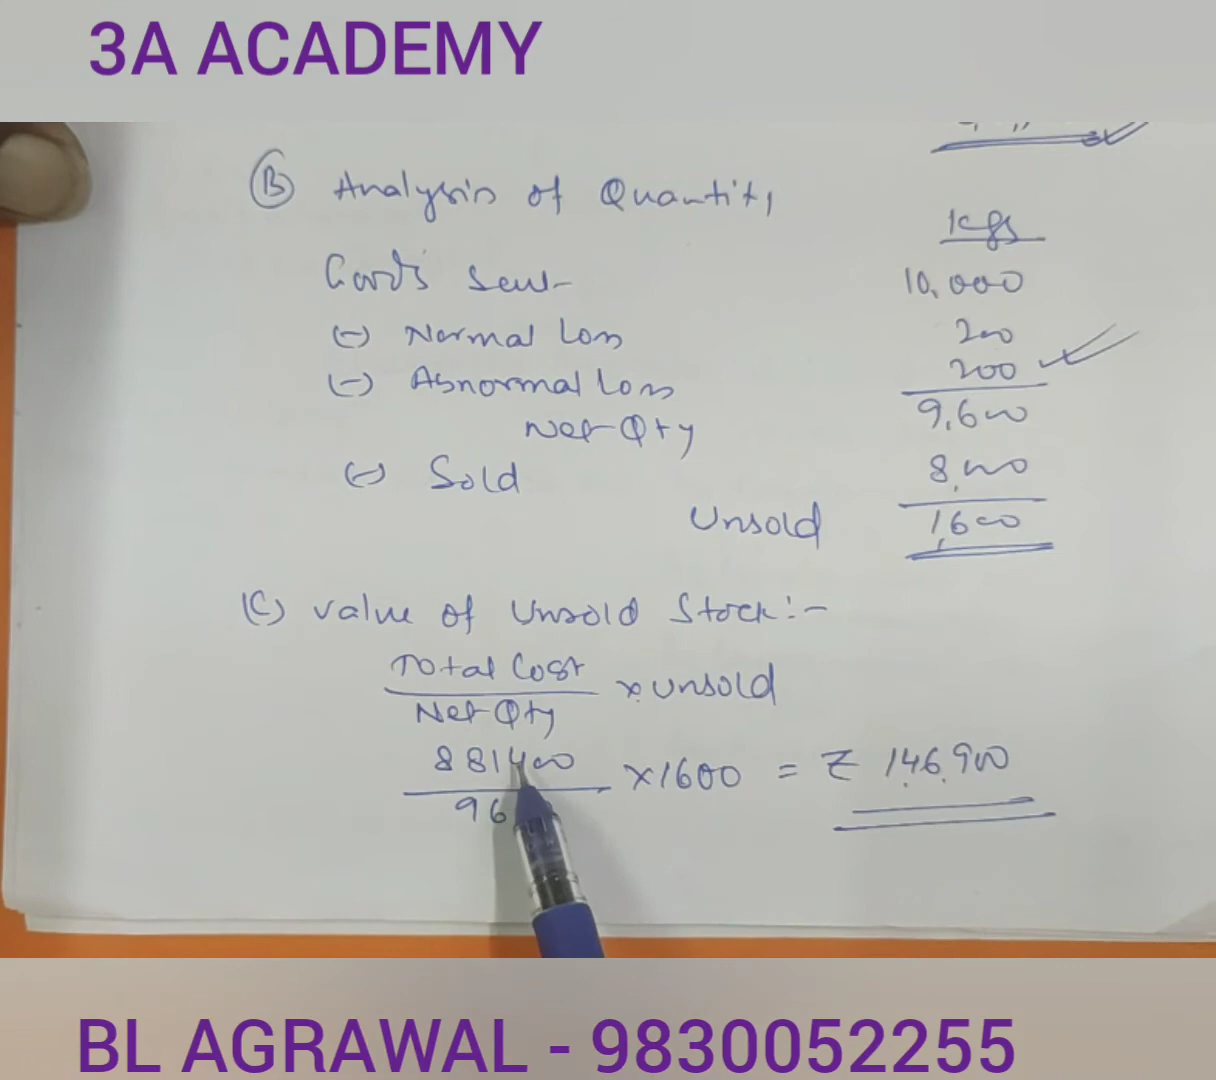 3A ACADEMY
(B) Analysis of Quantity
Kgs
Goods Sent 10,000
(-) Normal Loss 200
(-) Abnormal Loss 200
Net Qty 9,600
(-) Sold 8,000
Unsold 1,600
(C) Value of Unsold Stock:-
Total Cost
Net Qty
x unsold
881400
96
x1600 = ₹ 146,900
BL AGRAWAL - 9830052255